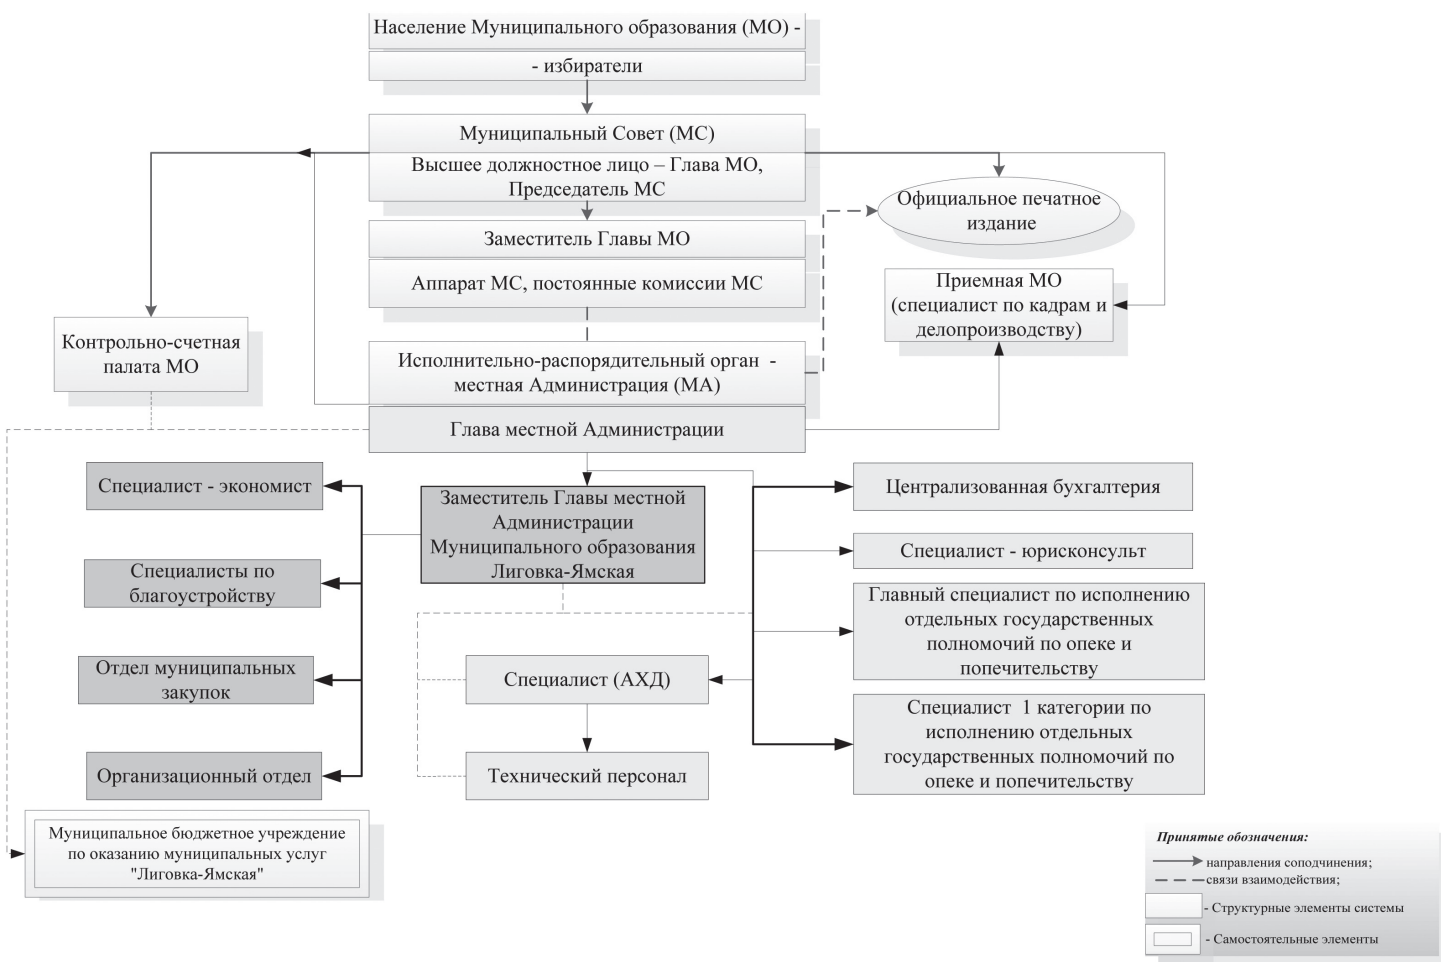 Население Муниципального образования (МО) -
- избиратели
Муниципальный Совет (МС)
Высшее должностное лицо – Глава МО,
Председатель МС
Официальное печатное
издание
Заместитель Главы МО
Аппарат МС, постоянные комиссии МС
Приемная МО
(специалист по кадрам и
делопроизводству)
Контрольно-счетная
палата МО
Исполнительно-распорядительный орган -
местная Администрация (МА)
Глава местной Администрации
Специалист - экономист
Заместитель Главы местной
Администрации
Муниципального образования
Лиговка-Ямская
Централизованная бухгалтерия
Специалист - юрисконсульт
Специалисты по
благоустройству
Главный специалист по исполнению
отдельных государственных
полномочий по опеке и
попечительству
Отдел муниципальных
закупок
Специалист (АХД)
Специалист 1 категории по
исполнению отдельных
государственных полномочий по
опеке и попечительству
Организационный отдел
Технический персонал
Муниципальное бюджетное учреждение
по оказанию муниципальных услуг
"Лиговка-Ямская"
Принятые обозначения:
направления соподчинения;
связи взаимодействия;
- Структурные элементы системы
- Самостоятельные элементы